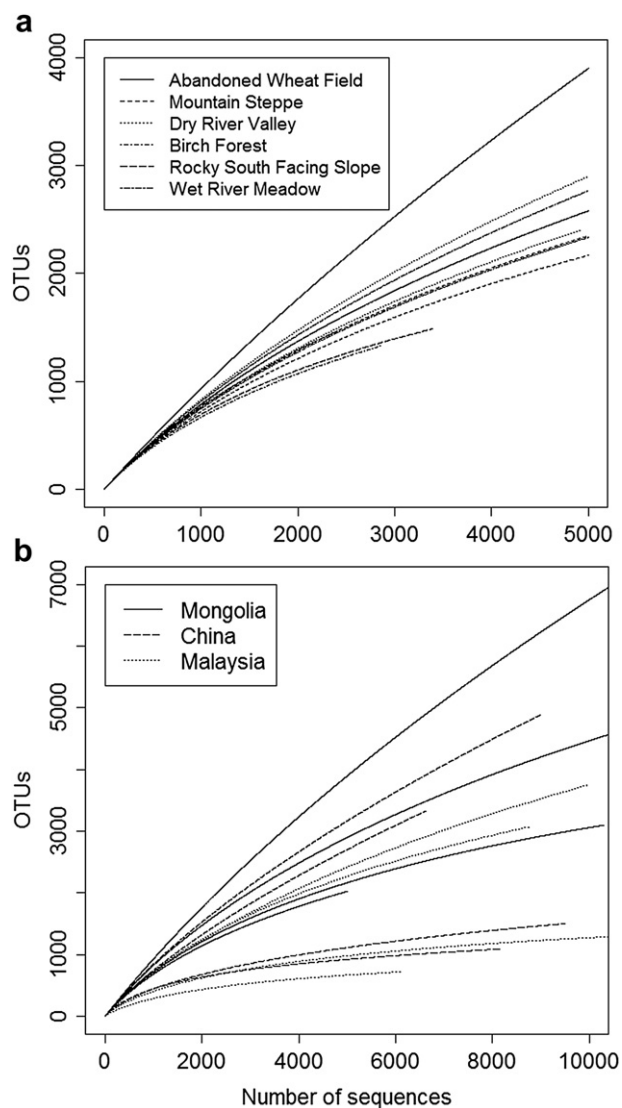 a
OTUs
0
1000
2000
3000
4000
Abandoned Wheat Field
Mountain Steppe
Dry River Valley
Birch Forest
Rocky South Facing Slope
Wet River Meadow
0 1000 2000 3000 4000 5000
b
OTUs
0
1000
3000
5000
7000
Mongolia
China
Malaysia
0 2000 4000 6000 8000 10000
Number of sequences